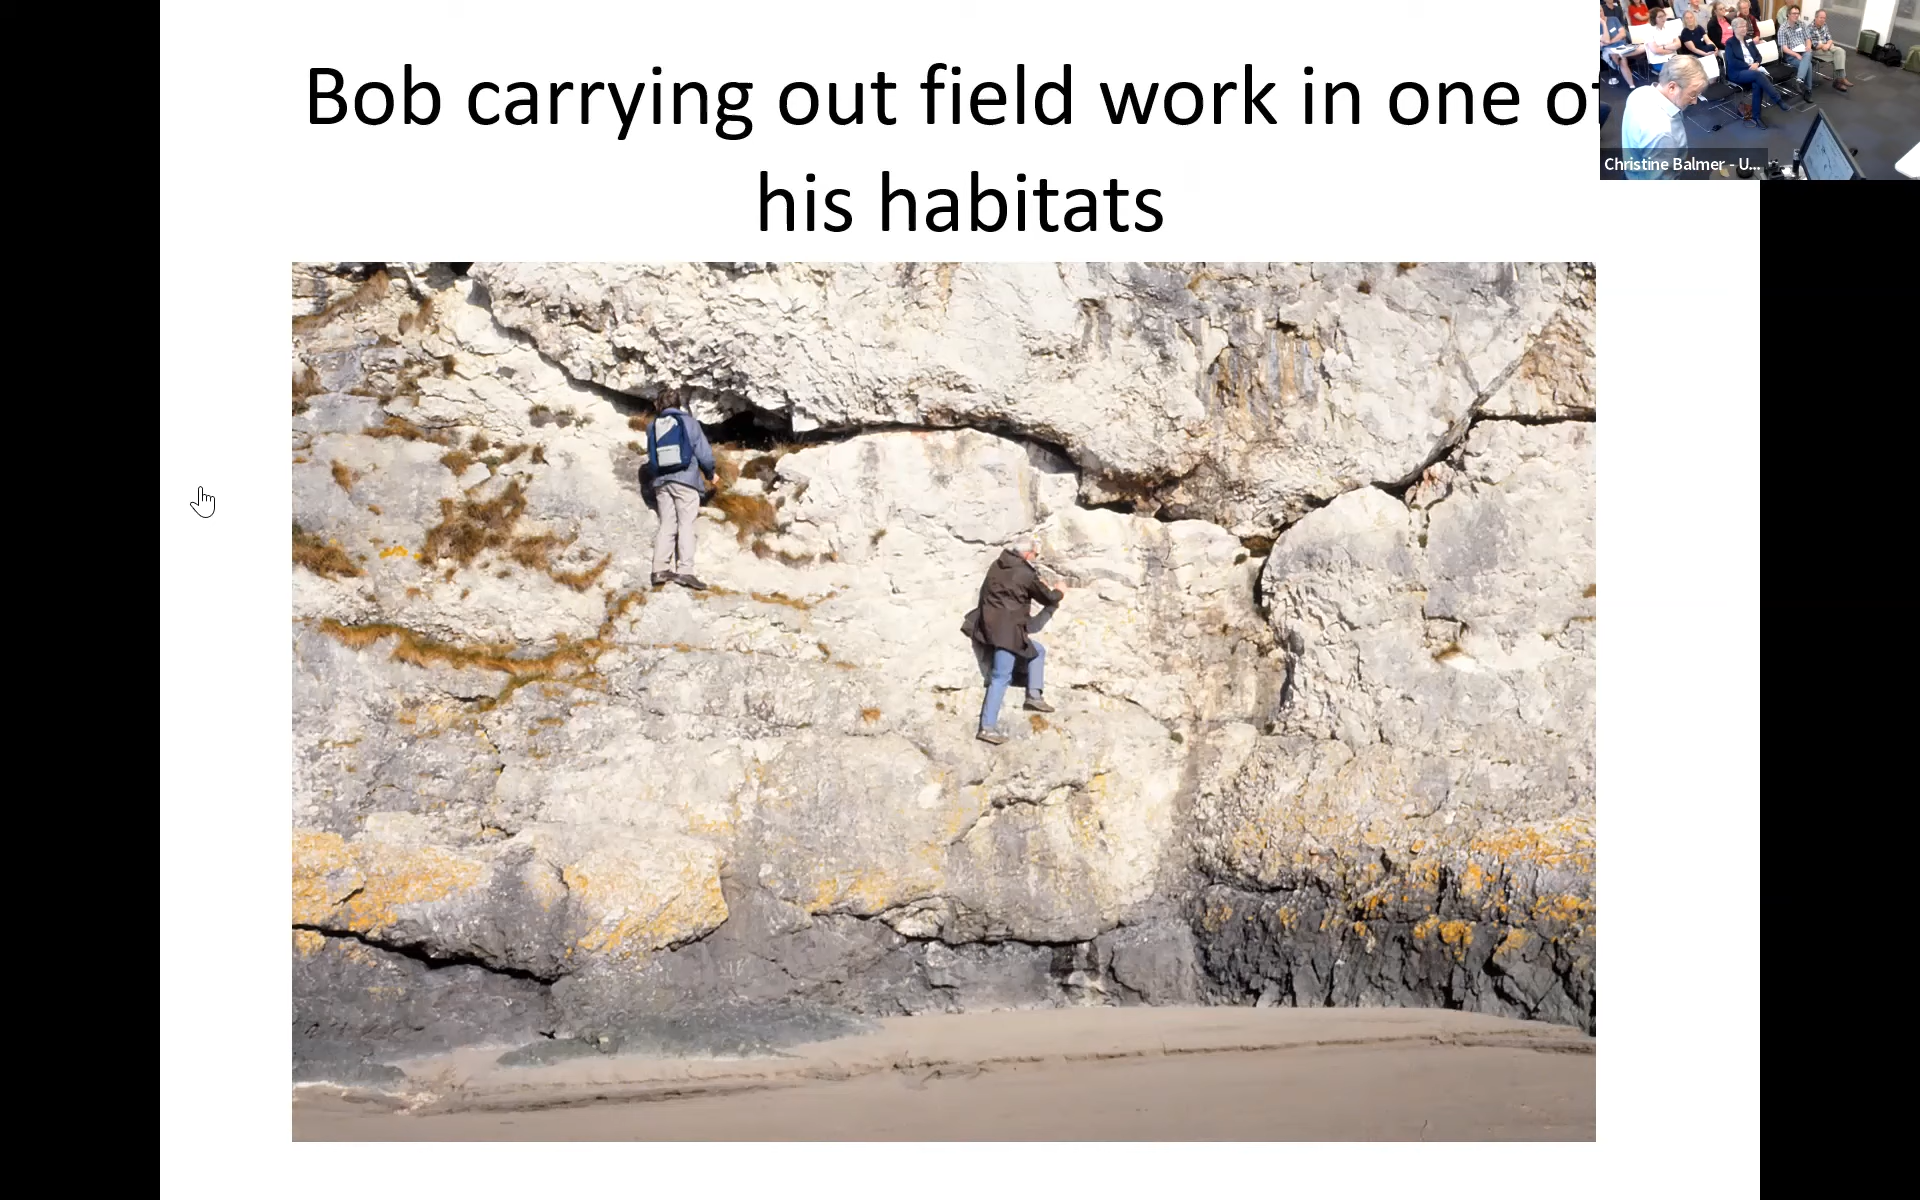 Bob carrying out field work in one of
his habitats
Christine Balmer - U...